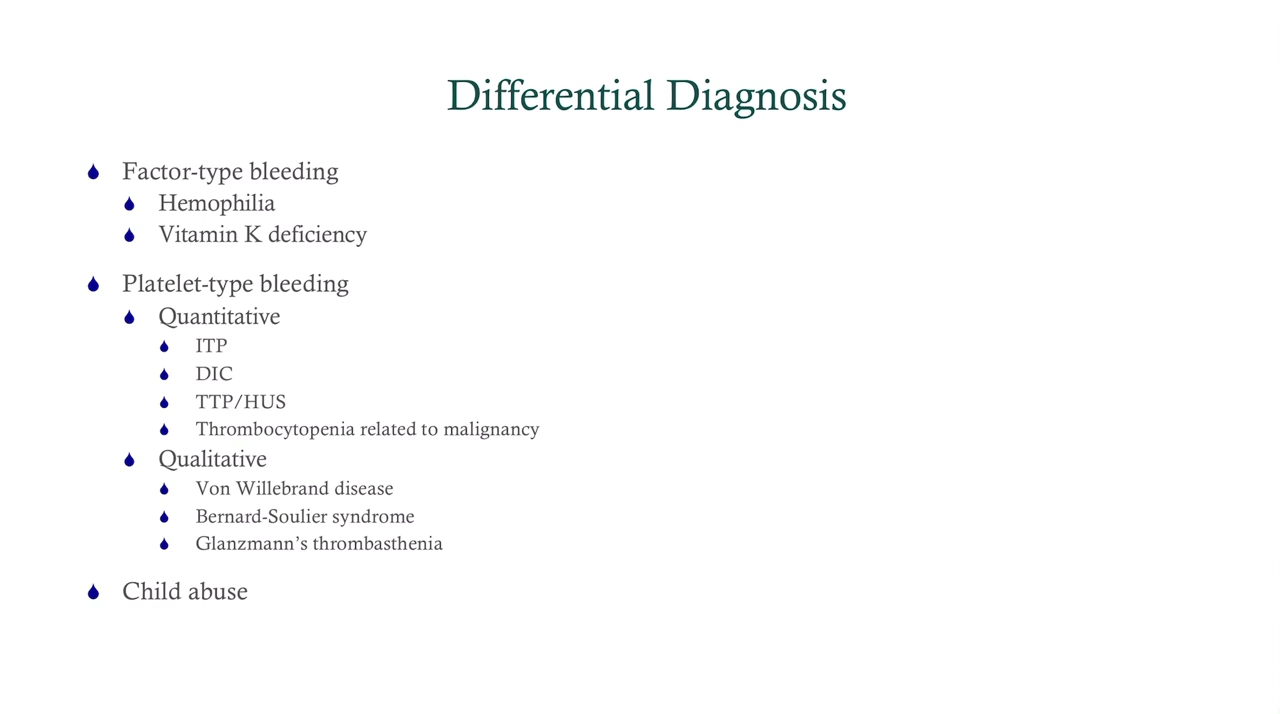 Differential Diagnosis
Factor-type bleeding
Hemophilia
Vitamin K deficiency
Platelet-type bleeding
Quantitative
ITP
DIC
TTP/HUS
Thrombocytopenia related to malignancy
Qualitative
Von Willebrand disease
Bernard-Soulier syndrome
Glanzmann’s thrombasthenia
Child abuse